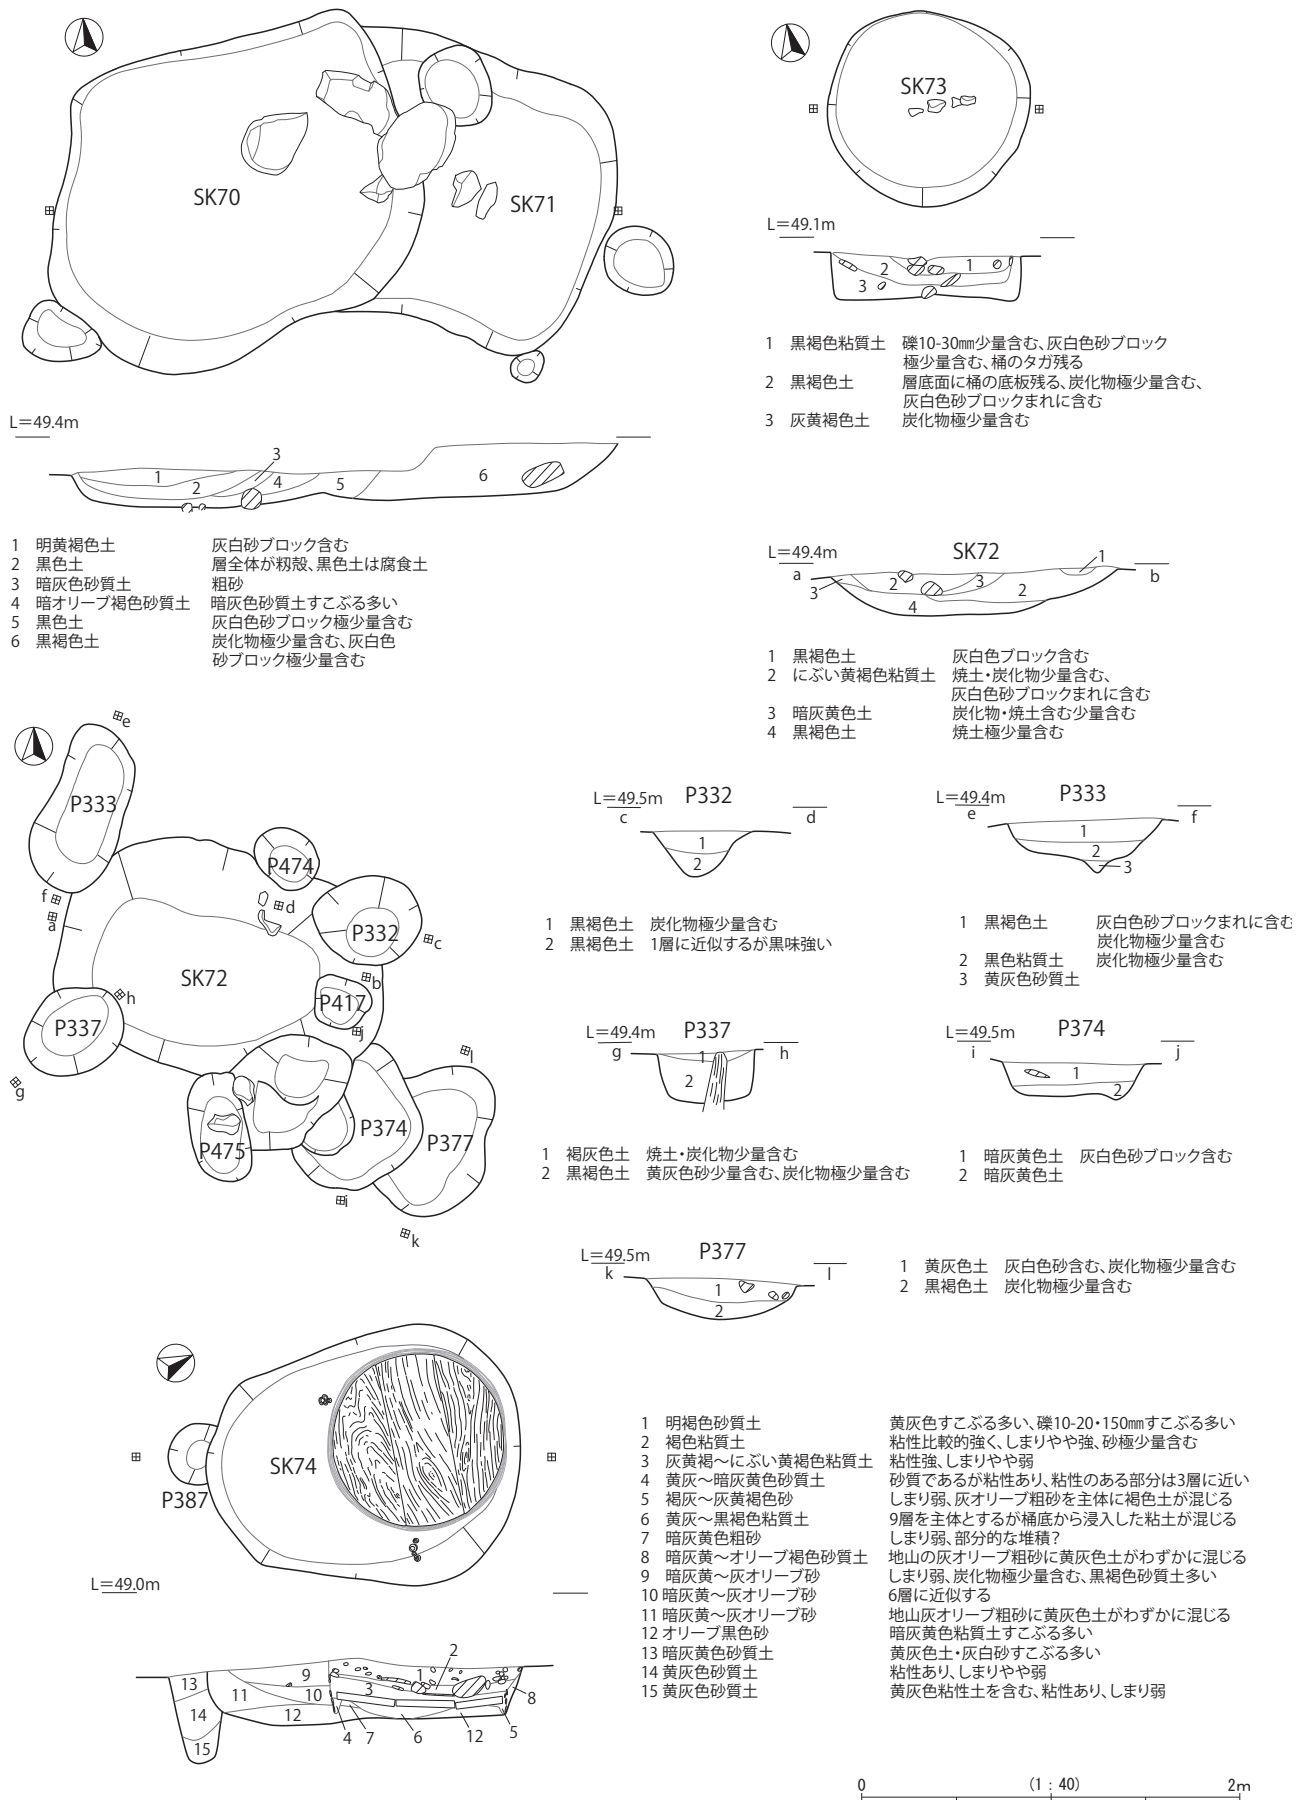 SK70
SK71
L＝49.4m
1
2
3
4
5
6
1 明黄褐色土 灰白砂ブロック含む
2 黒色土 層全体が籾殻、黒色土は腐食土
3 暗灰色砂質土 粗砂
4 暗オリーブ褐色砂質土 暗灰色砂質土すこぶる多い
5 黒色土 灰白色砂ブロック極少量含む
6 黒褐色土 炭化物極少量含む、灰白色
砂ブロック極少量含む
SK73
L＝49.1m
1
2
3
1 黒褐色粘質土 礫10-30㎜少量含む、灰白色砂ブロック
極少量含む、桶のタガ残る
2 黒褐色土 層底面に桶の底板残る、炭化物極少量含む、
灰白色砂ブロックまれに含む
3 灰黄褐色土 炭化物極少量含む
L＝49.4m
SK72
a
b
1
2
3
2
3
4
1 黒褐色土 灰白色ブロック含む
2 にぶい黄褐色粘質土 焼土・炭化物少量含む、
灰白色砂ブロックまれに含む
3 暗灰黄色土 炭化物・焼土含む少量含む
4 黒褐色土 焼土極少量含む
e
P333
P474
f
a
d
P332
c
SK72
b
h
P417
P337
j
l
g
P374
P377
P475
i
k
L＝49.5m P332
c d
1
2
1 黒褐色土 炭化物極少量含む
2 黒褐色土 1層に近似するが黒味強い
L＝49.4m P333
e f
1
2
3
1 黒褐色土 灰白色砂ブロックまれに含む
炭化物極少量含む
2 黒色粘質土 炭化物極少量含む
3 黄灰色砂質土
L＝49.4m P337
g h
1
2
1 褐灰色土 焼土・炭化物少量含む
2 黒褐色土 黄灰色砂少量含む、炭化物極少量含む
L＝49.5m P374
i j
1
2
1 暗灰黄色土 灰白色砂ブロック含む
2 暗灰黄色土
L＝49.5m P377
k l
1
2
1 黄灰色土 灰白色砂含む、炭化物極少量含む
2 黒褐色土 炭化物極少量含む
SK74
P387
L＝49.0m
2
13 9 1
11 10 3 8
14 12
4 7 6 12 5
15
1 明褐色砂質土 黄灰色すこぶる多い、礫10-20・150㎜すこぶる多い
2 褐色粘質土 粘性比較的強く、しまりやや強、砂極少量含む
3 灰黄褐～にぶい黄褐色粘質土 粘性強、しまりやや弱
4 黄灰～暗灰黄色砂質土 砂質であるが粘性あり、粘性のある部分は3層に近い
5 褐灰～灰黄褐色砂 しまり弱、灰オリーブ粗砂を主体に褐色土が混じる
6 黄灰～黒褐色粘質土 9層を主体とするが桶底から浸入した粘土が混じる
7 暗灰黄色粗砂 しまり弱、部分的な堆積?
8 暗灰黄～オリーブ褐色砂質土 地山の灰オリーブ粗砂に黄灰色土がわずかに混じる
9 暗灰黄～灰オリーブ砂 しまり弱、炭化物極少量含む、黒褐色砂質土多い
10 暗灰黄～灰オリーブ砂 6層に近似する
11 暗灰黄～灰オリーブ砂 地山灰オリーブ粗砂に黄灰色土がわずかに混じる
12 オリーブ黒色砂 暗灰黄色粘質土すこぶる多い
13 暗灰黄色砂質土 黄灰色土・灰白砂すこぶる多い
14 黄灰色砂質土 粘性あり、しまりやや弱
15 黄灰色砂質土 黄灰色粘性土を含む、粘性あり、しまり弱
0 (1：40) 2m